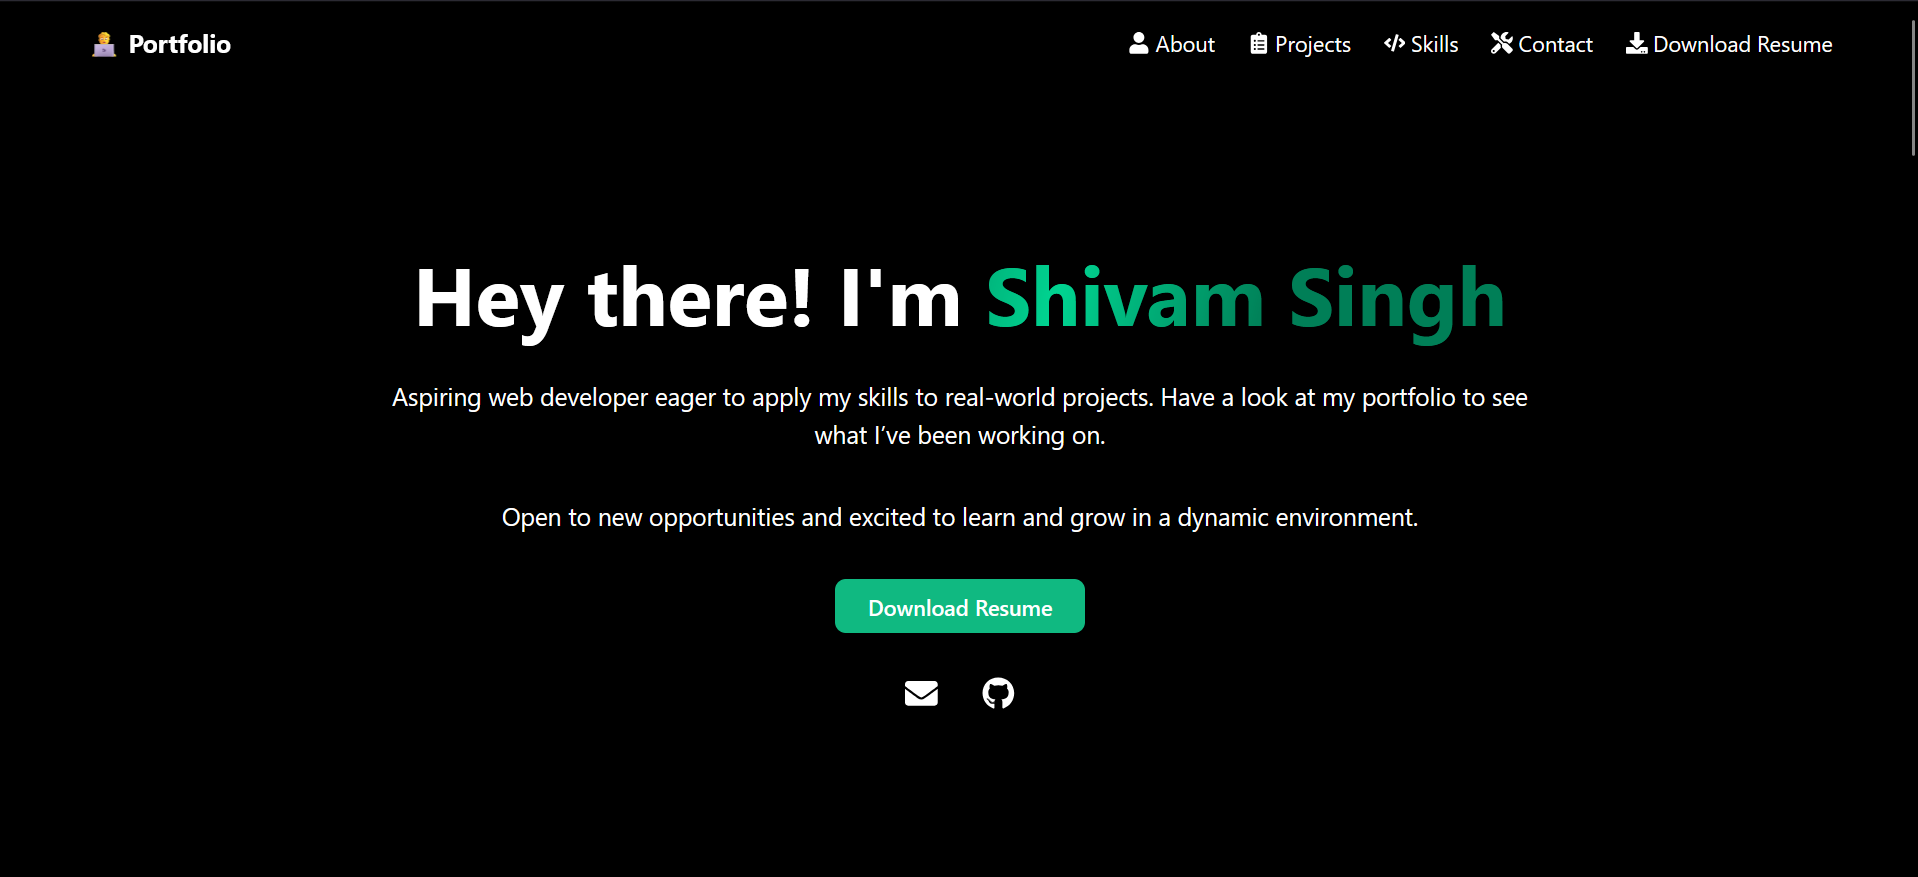 Portfolio
About
Projects
Skills
Contact
Download Resume
Hey there! I'm Shivam Singh
Aspiring web developer eager to apply my skills to real-world projects. Have a look at my portfolio to see
what I’ve been working on.
Open to new opportunities and excited to learn and grow in a dynamic environment.
Download Resume